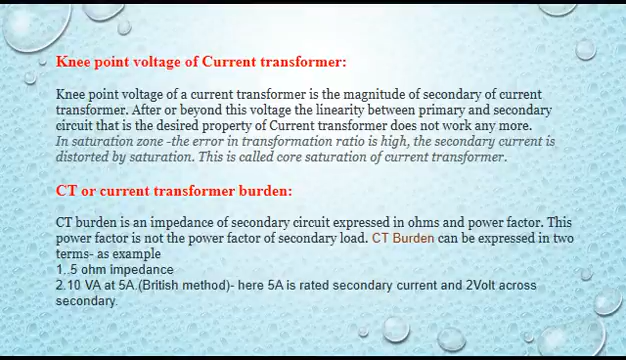 Knee point voltage of Current transformer:
Knee point voltage of a current transformer is the magnitude of secondary of current
transformer. After or beyond this voltage the linearity between primary and secondary
circuit that is the desired property of Current transformer does not work any more.
In saturation zone -the error in transformation ratio is high, the secondary current is
distorted by saturation. This is called core saturation of current transformer.
CT or current transformer burden:
CT burden is an impedance of secondary circuit expressed in ohms and power factor. This
power factor is not the power factor of secondary load. CT Burden can be expressed in two
terms- as example
1. .5 ohm impedance
2.10 VA at 5A.(British method)- here 5A is rated secondary current and 2Volt across
secondary.